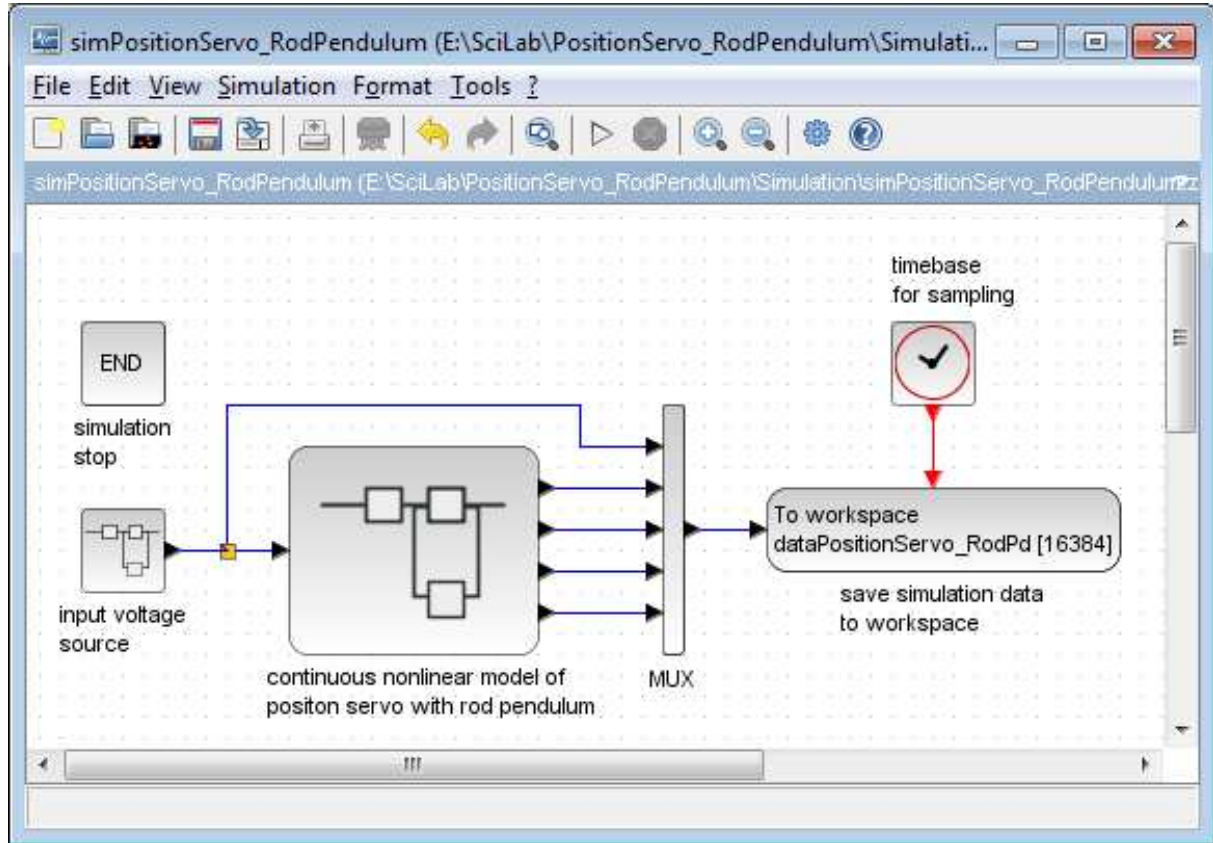 simPositionServo_RodPendulum (E:\SciLab\PositionServo_RodPendulum\Simulati...
File Edit View Simulation Format Tools ?
simPositionServo_RodPendulum (E:\SciLab\PositionServo_RodPendulum\Simulation\simPositionServo_RodPendulum.z
timebase
for sampling
END
simulation
stop
To workspace
dataPositionServo_RodPd [16384]
input voltage
source
save simulation data
to workspace
continuous nonlinear model of
positon servo with rod pendulum
MUX